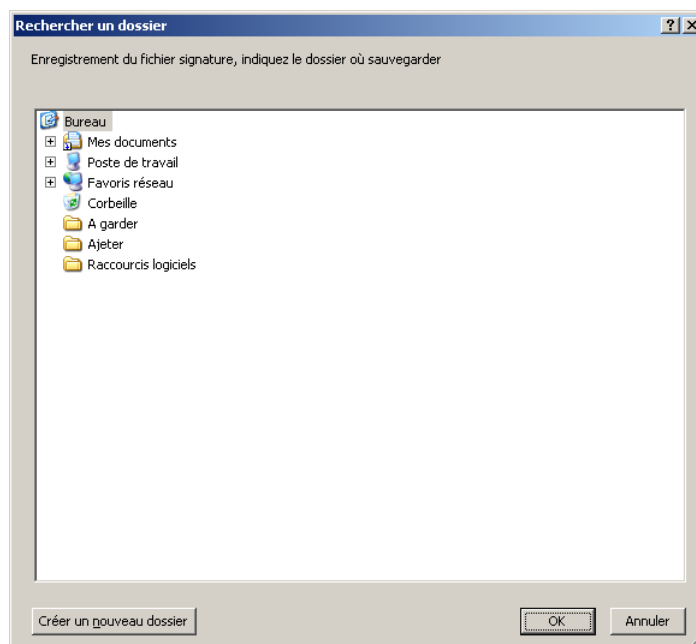 Rechercher un dossier
Enregistrement du fichier signature, indiquez le dossier où sauvegarder
Bureau
Mes documents
Poste de travail
Favoris réseau
Corbeille
A garder
Ajeter
Raccourcis logiciels
Créer un nouveau dossier
OK
Annuler